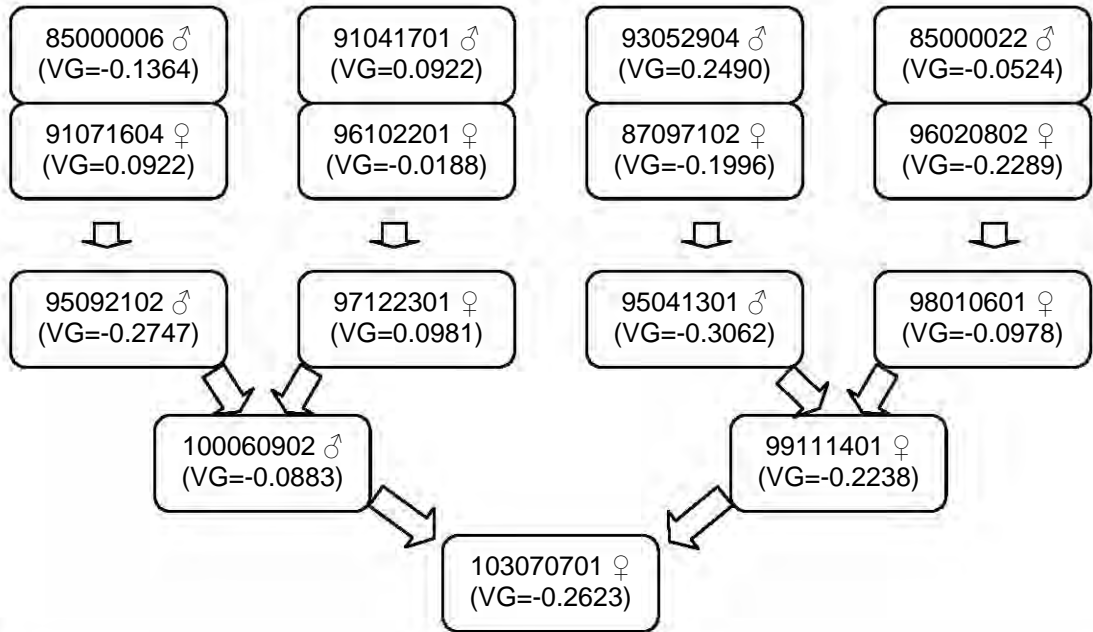 85000006 ♂
(VG=-0.1364)
91041701 ♂
(VG=0.0922)
93052904 ♂
(VG=0.2490)
85000022 ♂
(VG=-0.0524)
91071604 ♀
(VG=0.0922)
96102201 ♀
(VG=-0.0188)
87097102 ♀
(VG=-0.1996)
96020802 ♀
(VG=-0.2289)
95092102 ♂
(VG=-0.2747)
97122301 ♀
(VG=0.0981)
95041301 ♂
(VG=-0.3062)
98010601 ♀
(VG=-0.0978)
100060902 ♂
(VG=-0.0883)
99111401 ♀
(VG=-0.2238)
103070701 ♀
(VG=-0.2623)